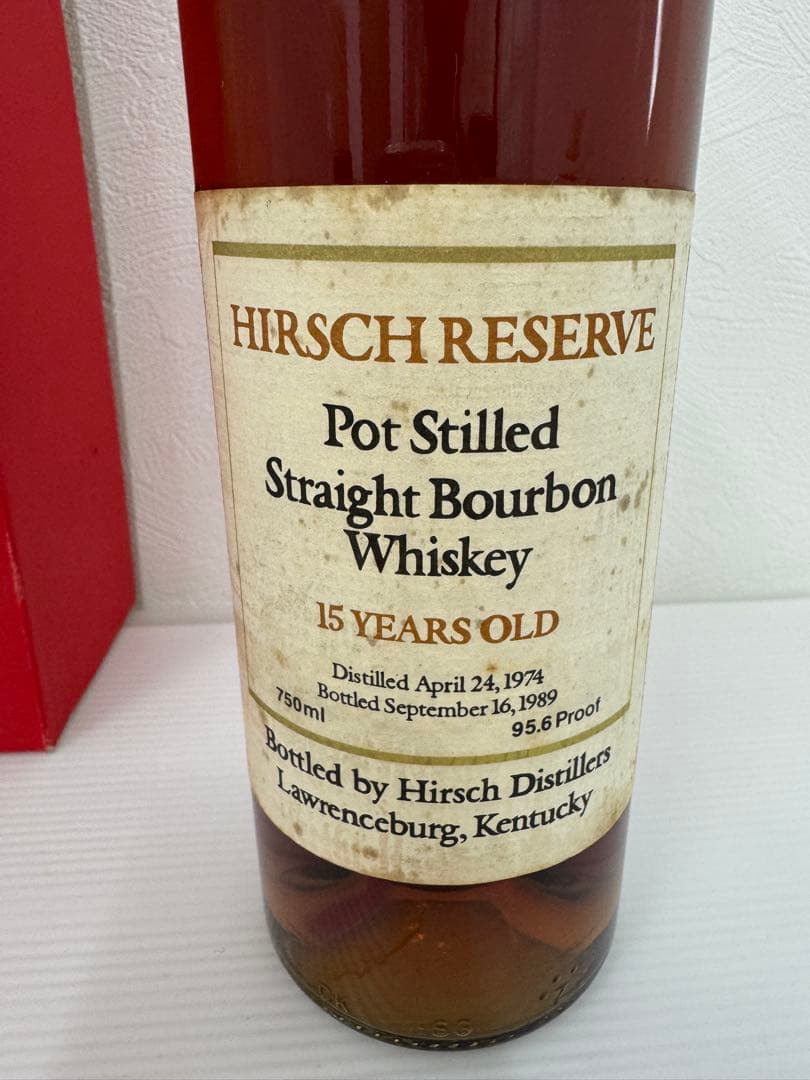 HIRSCH RESERVE
Pot Stilled
Straight Bourbon
Whiskey
15 YEARS OLD
Distilled April 24, 1974
Bottled September 16, 1989
750ml 95.6 Proof
Bottled by Hirsch Distillers
Lawrenceburg, Kentucky